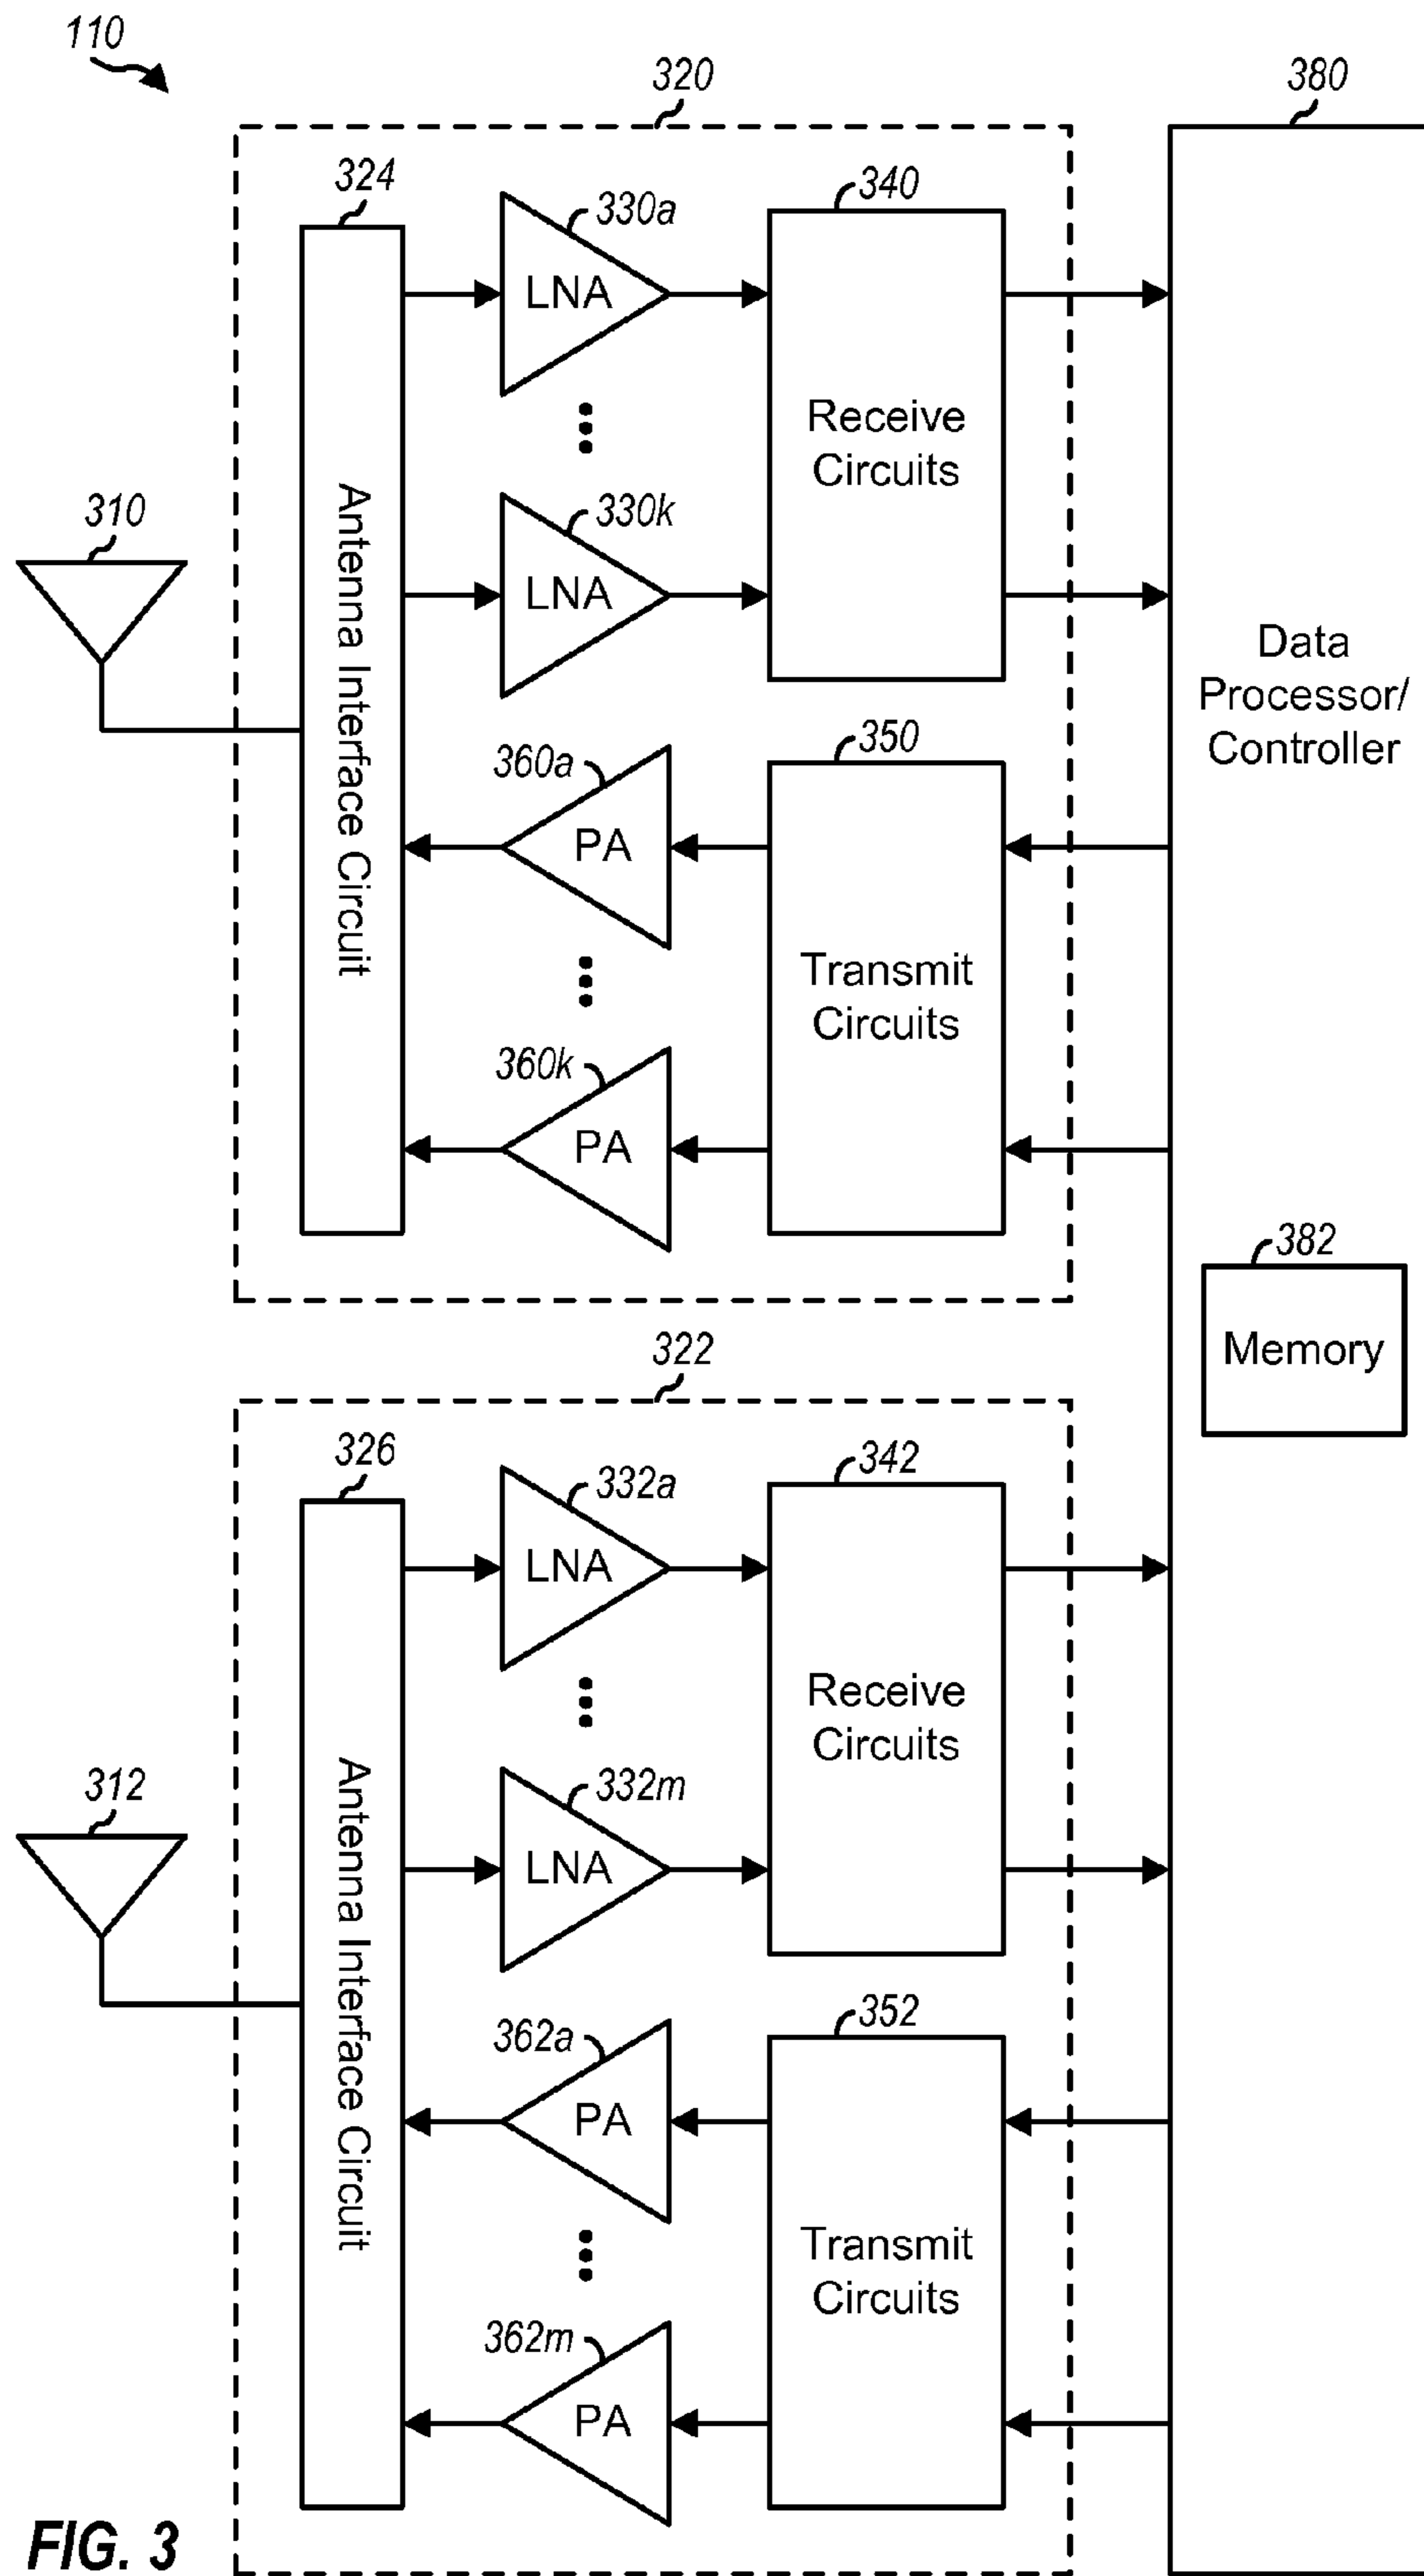 110
320
380
324
330a
340
LNA
Receive
Circuits
310
330k
LNA
Antenna Interface Circuit
Data
Processor/
Controller
360a
350
PA
Transmit
Circuits
360k
PA
382
Memory
322
326
332a
342
LNA
Receive
Circuits
312
332m
LNA
Antenna Interface Circuit
362a
352
PA
Transmit
Circuits
362m
PA
FIG. 3